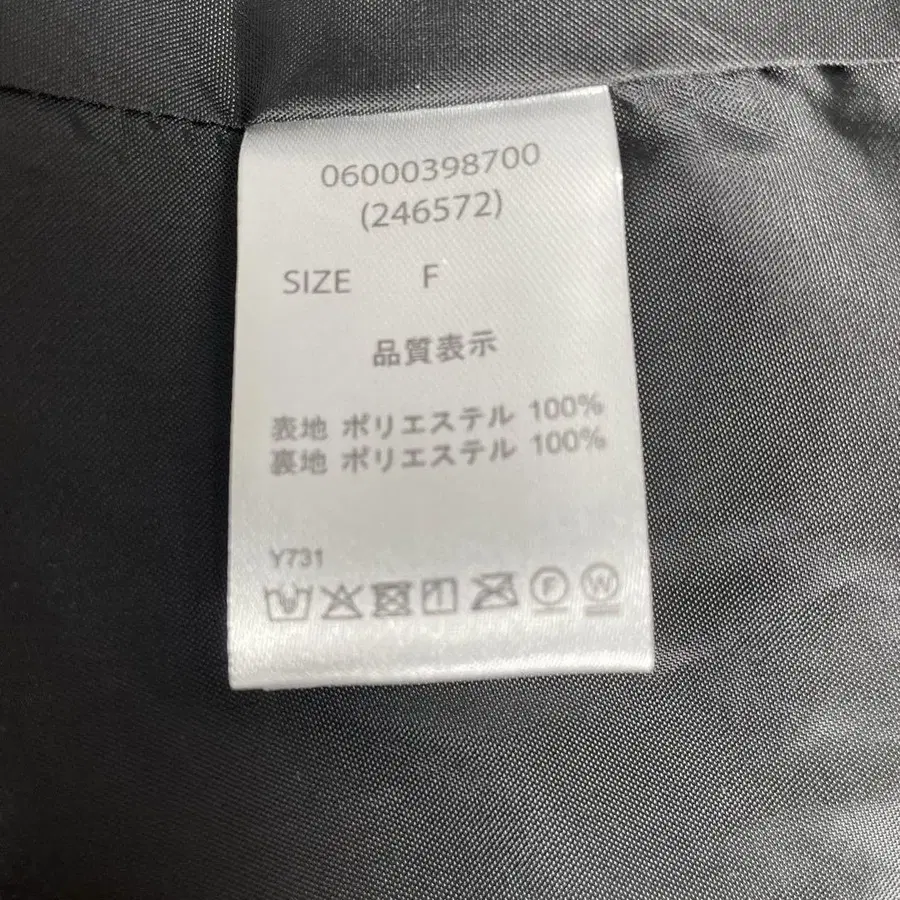 06000398700
(246572)
SIZE F
品質表示
表地 ポリエステル 100%
裏地 ポリエステル 100%
Y731
F W